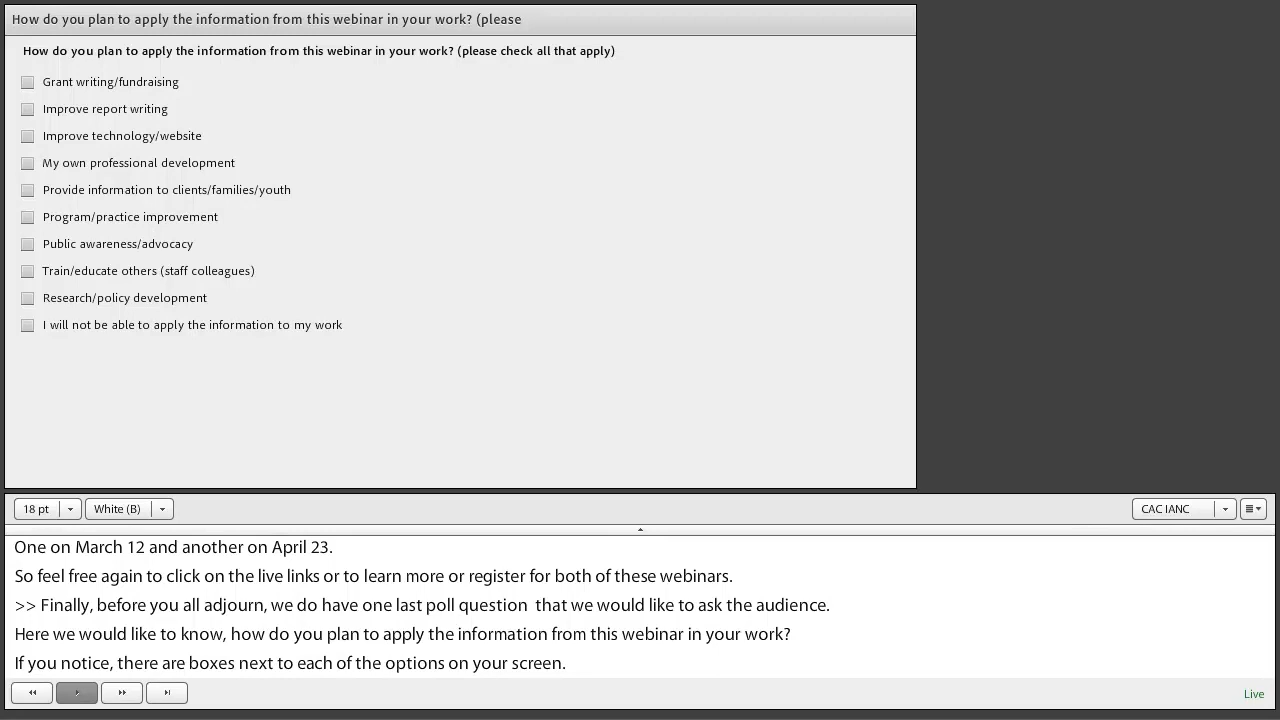 How do you plan to apply the information from this webinar in your work? (please
How do you plan to apply the information from this webinar in your work? (please check all that apply)
Grant writing/fundraising
Improve report writing
Improve technology/website
My own professional development
Provide information to clients/families/youth
Program/practice improvement
Public awareness/advocacy
Train/educate others (staff colleagues)
Research/policy development
I will not be able to apply the information to my work
18 pt White (B) CAC IANC
One on March 12 and another on April 23.
So feel free again to click on the live links or to learn more or register for both of these webinars.
>> Finally, before you all adjourn, we do have one last poll question  that we would like to ask the audience.
Here we would like to know, how do you plan to apply the information from this webinar in your work?
If you notice, there are boxes next to each of the options on your screen.
Live